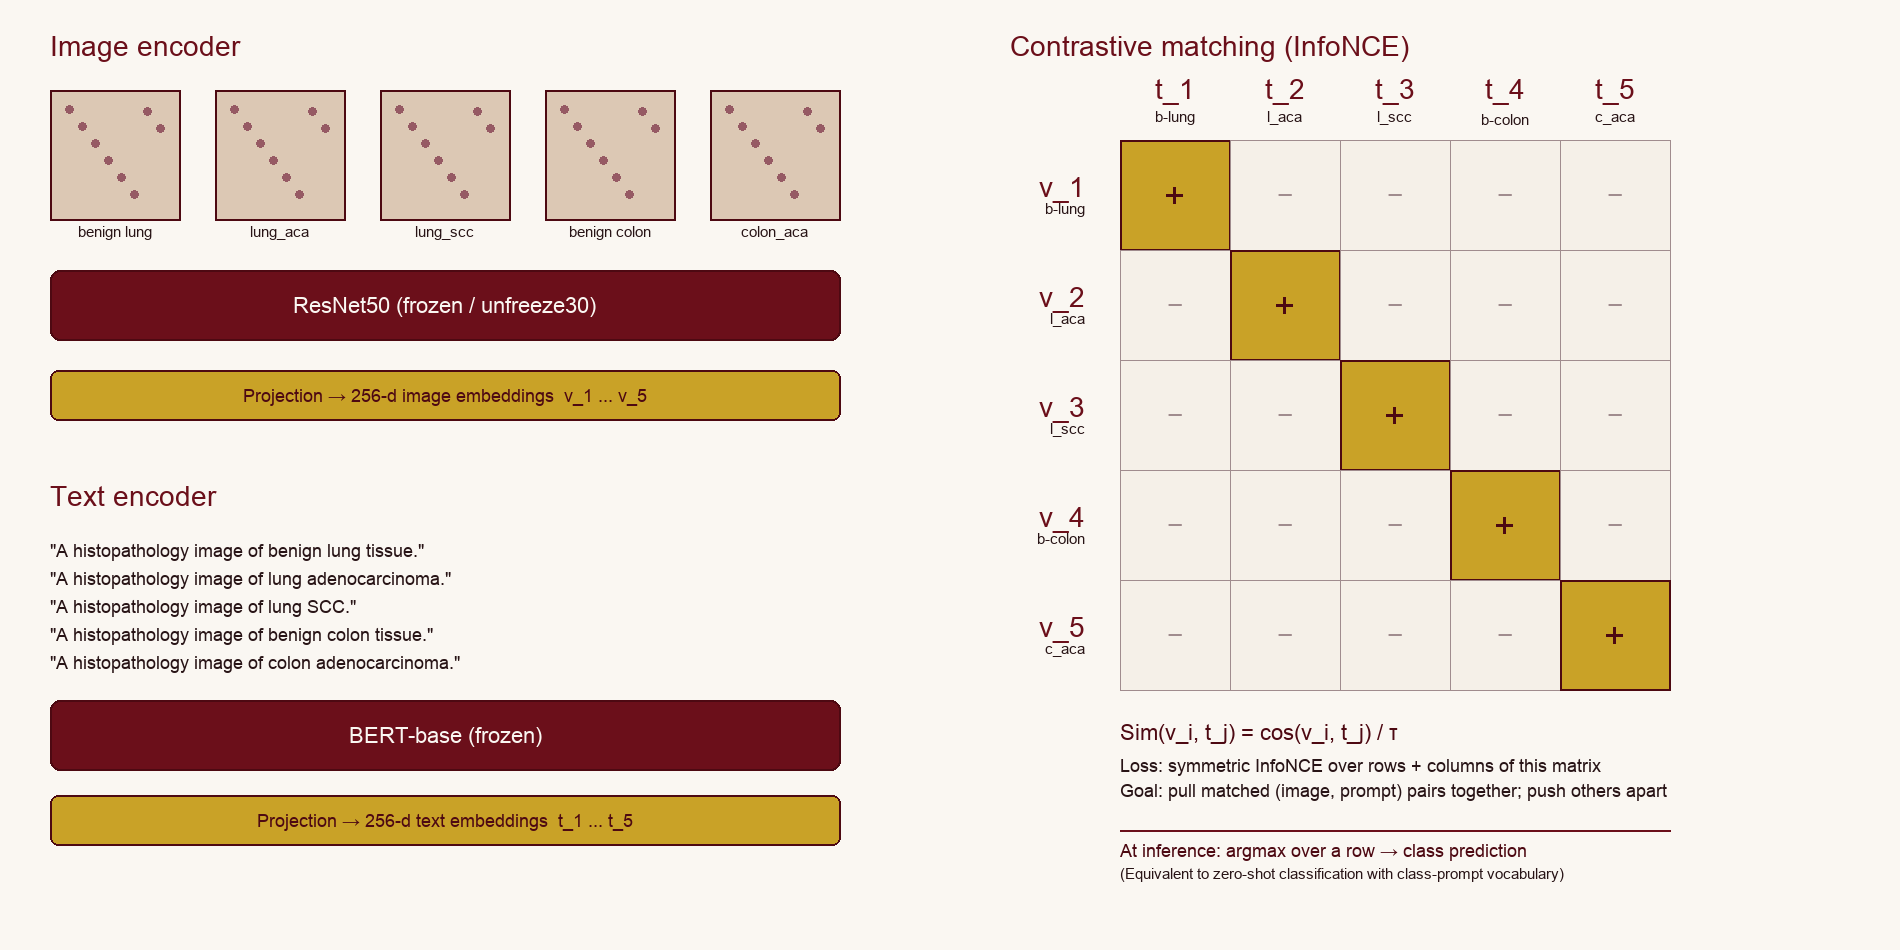 Image encoder
benign lung
lung_aca
lung_scc
benign colon
colon_aca
ResNet50 (frozen / unfreeze30)
Projection → 256-d image embeddings v_1 ... v_5
Text encoder
"A histopathology image of benign lung tissue."
"A histopathology image of lung adenocarcinoma."
"A histopathology image of lung SCC."
"A histopathology image of benign colon tissue."
"A histopathology image of colon adenocarcinoma."
BERT-base (frozen)
Projection → 256-d text embeddings t_1 ... t_5
Contrastive matching (InfoNCE)
t_1 t_2 t_3 t_4 t_5
b-lung l_aca l_scc b-colon c_aca
v_1 + – – – –
b-lung
v_2 – + – – –
l_aca
v_3 – – + – –
l_scc
v_4 – – – + –
b-colon
v_5 – – – – +
c_aca
Sim(v_i, t_j) = cos(v_i, t_j) / τ
Loss: symmetric InfoNCE over rows + columns of this matrix
Goal: pull matched (image, prompt) pairs together; push others apart
At inference: argmax over a row → class prediction
(Equivalent to zero-shot classification with class-prompt vocabulary)